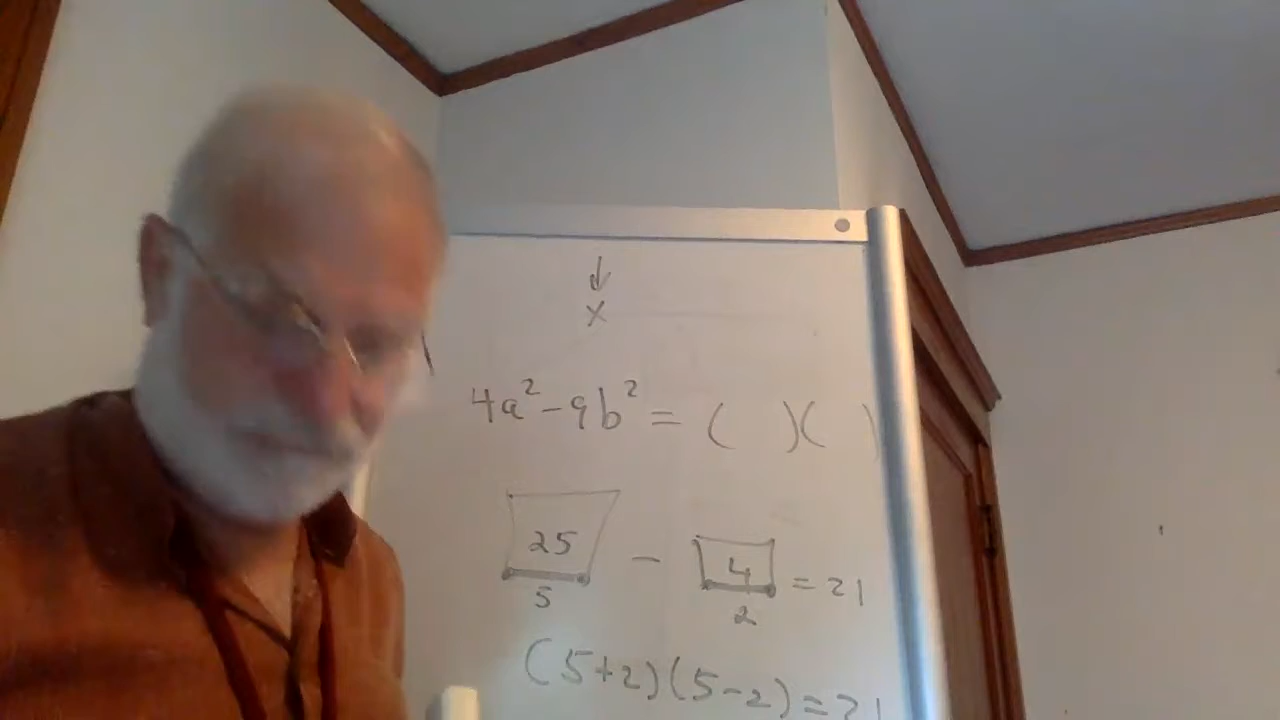 x
4a² - 9b² = ( )( )
25 - 4 = 21
5 2
(5+2)(5-2) = 21